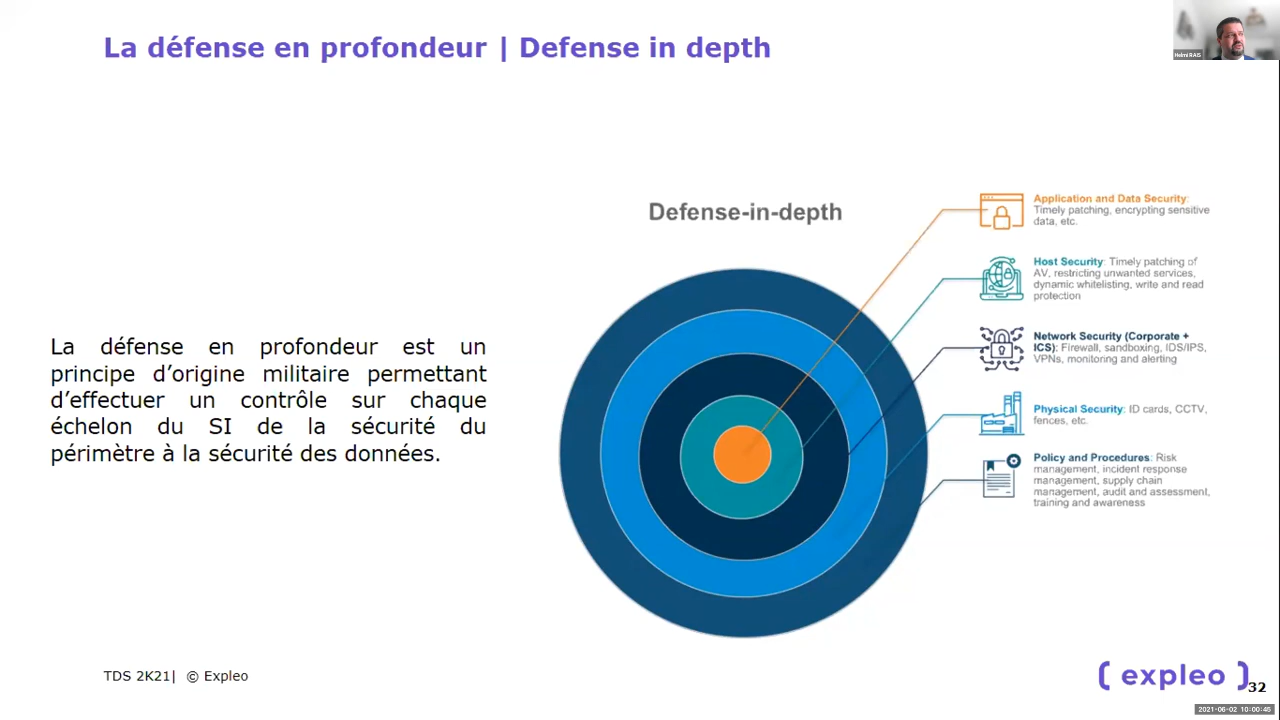 La défense en profondeur | Defense in depth
Helmi RAIS
La défense en profondeur est un
principe d’origine militaire permettant
d’effectuer un contrôle sur chaque
échelon du SI de la sécurité du
périmètre à la sécurité des données.
Defense-in-depth
Application and Data Security:
Timely patching, encrypting sensitive
data, etc.
Host Security: Timely patching of
AV, restricting unwanted services,
dynamic whitelisting, write and read
protection
Network Security (Corporate +
ICS): Firewall, sandboxing, IDS/IPS,
VPNs, monitoring and alerting
Physical Security: ID cards, CCTV,
fences, etc.
Policy and Procedures: Risk
management, incident response
management, supply chain
management, audit and assessment,
training and awareness
TDS 2K21| © Expleo
( expleo )
32
2021-06-02 10:00:45